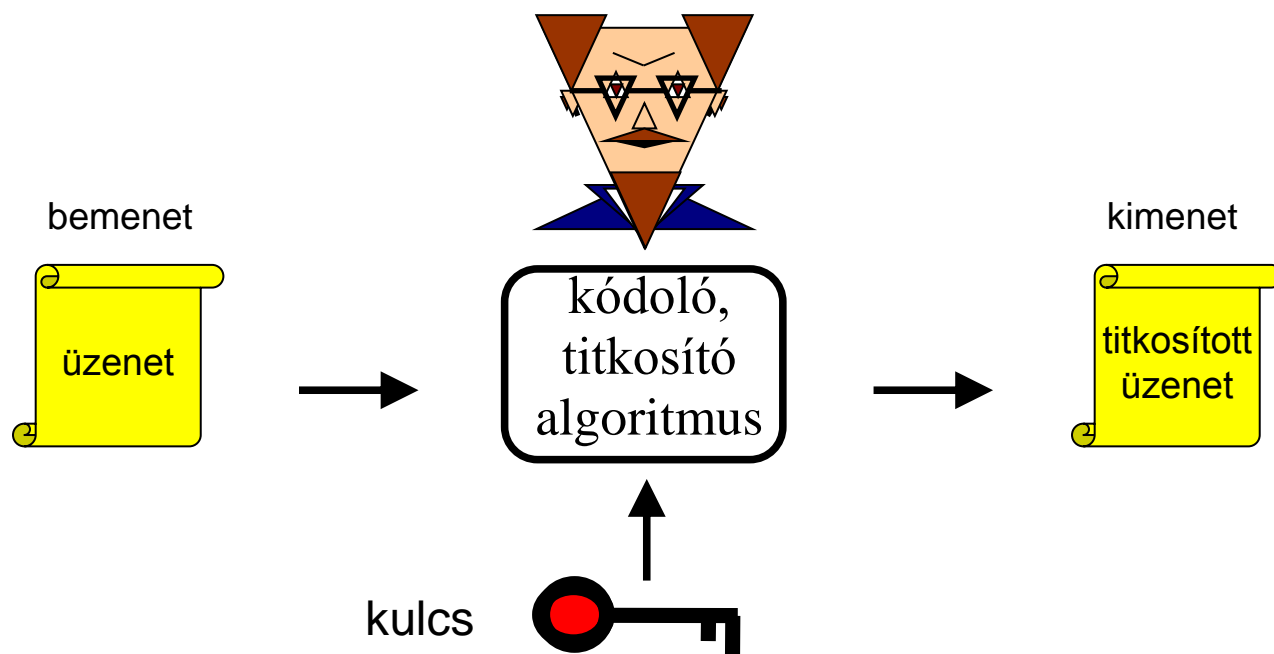 bemenet
üzenet
kódoló,
titkosító
algoritmus
kimenet
titkosított
üzenet
kulcs